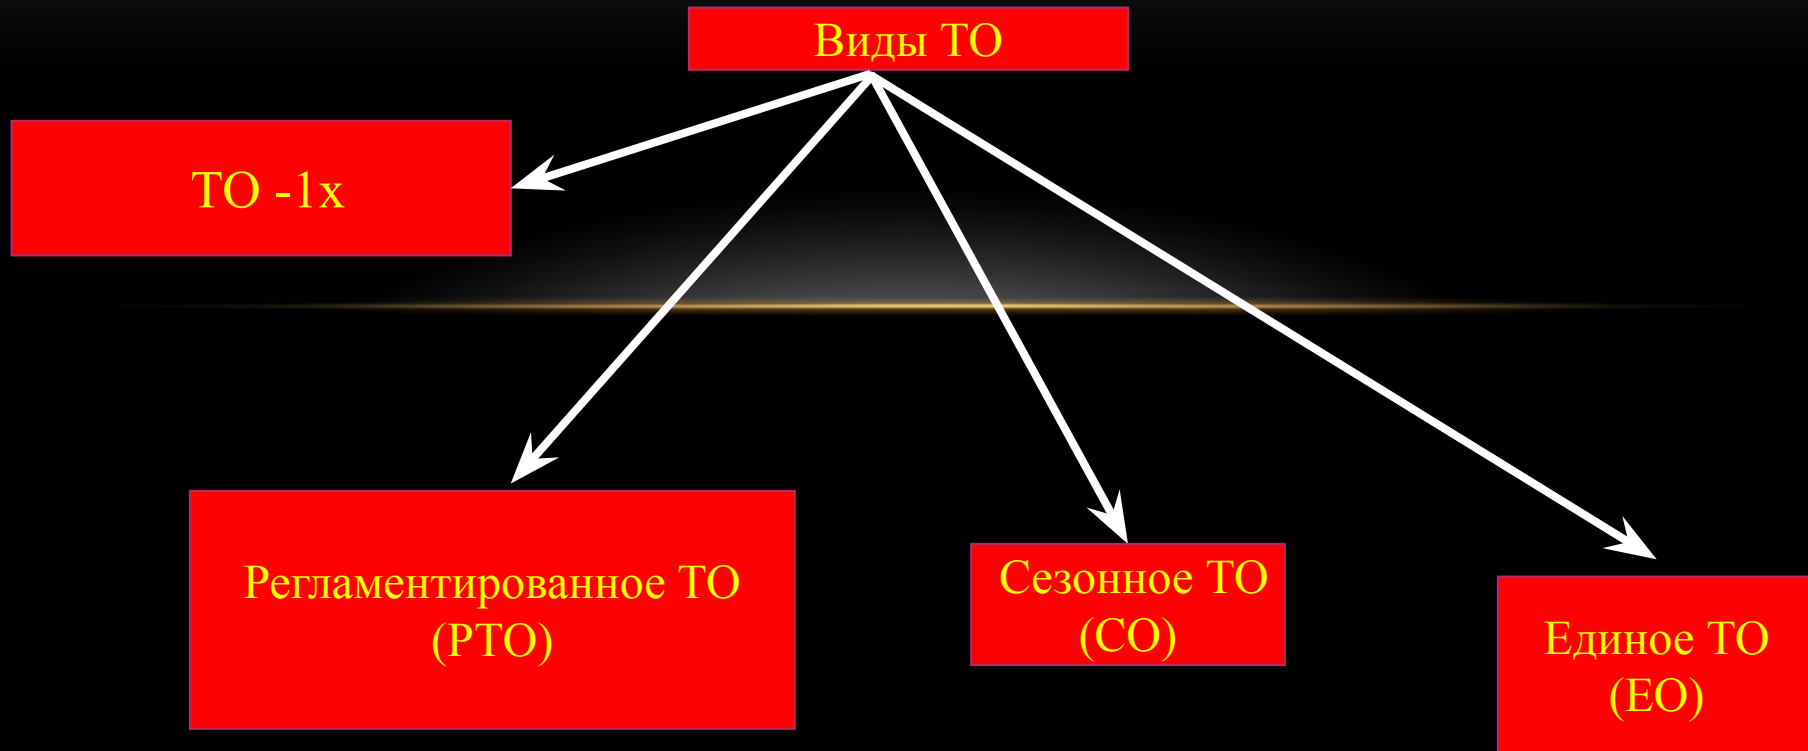 Виды ТО
ТО -1х
Регламентированное ТО
(РТО)
Сезонное ТО
(СО)
Единое ТО
(ЕО)